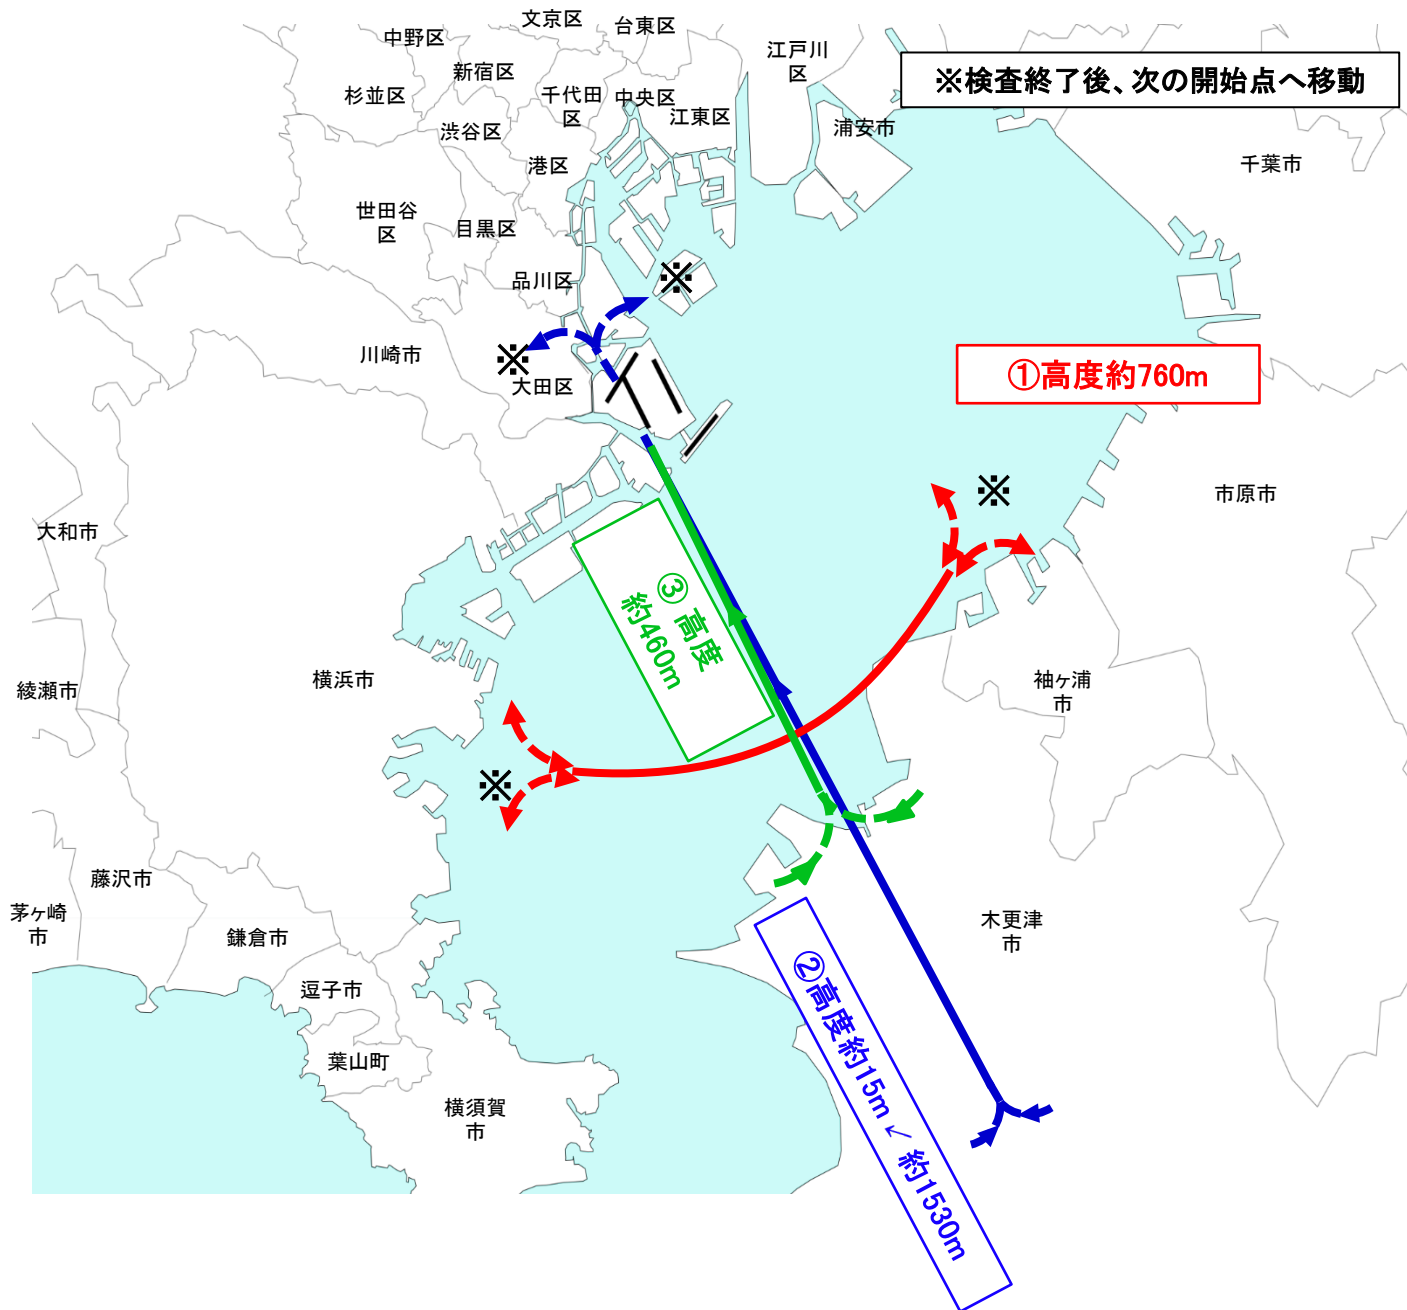 文京区
台東区
中野区
江戸川
区
新宿区
※検査終了後、次の開始点へ移動
杉並区
千代田
区
中央区
江東区
渋谷区
浦安市
港区
千葉市
世田谷
区
目黒区
品川区
※
川崎市
※
大田区
①高度約760m
※
市原市
大和市
③ 高度
約460m
横浜市
綾瀬市
袖ヶ浦
市
※
藤沢市
茅ヶ崎
市
鎌倉市
木更津
市
逗子市
②高度約15m ↙ 約1530m
葉山町
横須賀
市